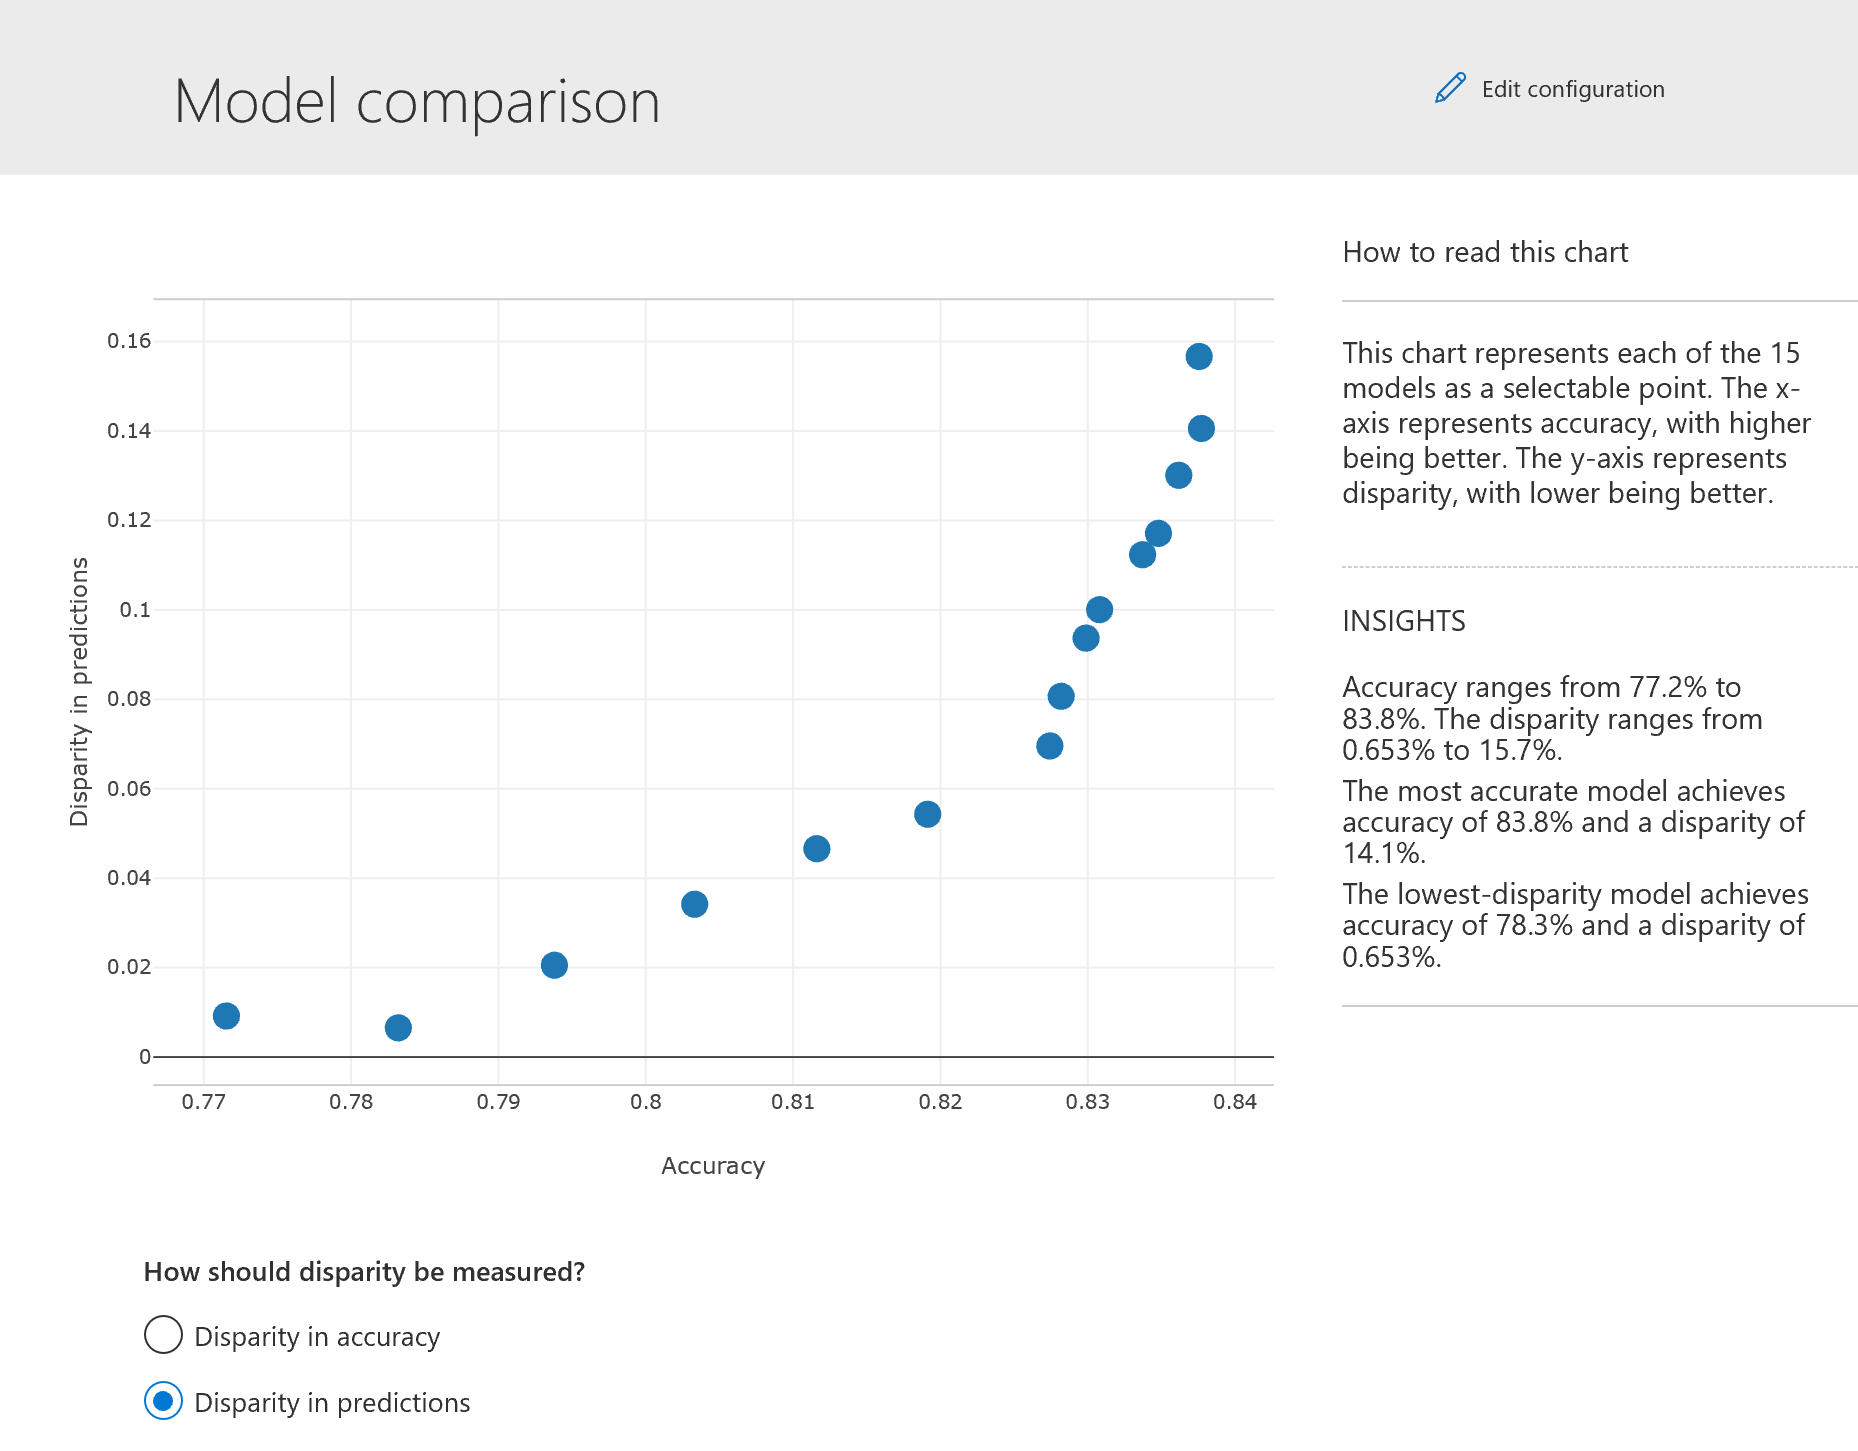 Model comparison
Edit configuration
How to read this chart
This chart represents each of the 15
models as a selectable point. The x-
axis represents accuracy, with higher
being better. The y-axis represents
disparity, with lower being better.
INSIGHTS
Accuracy ranges from 77.2% to
83.8%. The disparity ranges from
0.653% to 15.7%.
The most accurate model achieves
accuracy of 83.8% and a disparity of
14.1%.
The lowest-disparity model achieves
accuracy of 78.3% and a disparity of
0.653%.
Disparity in predictions
0.16
0.14
0.12
0.1
0.08
0.06
0.04
0.02
0
0.77 0.78 0.79 0.8 0.81 0.82 0.83 0.84
Accuracy
How should disparity be measured?
Disparity in accuracy
Disparity in predictions